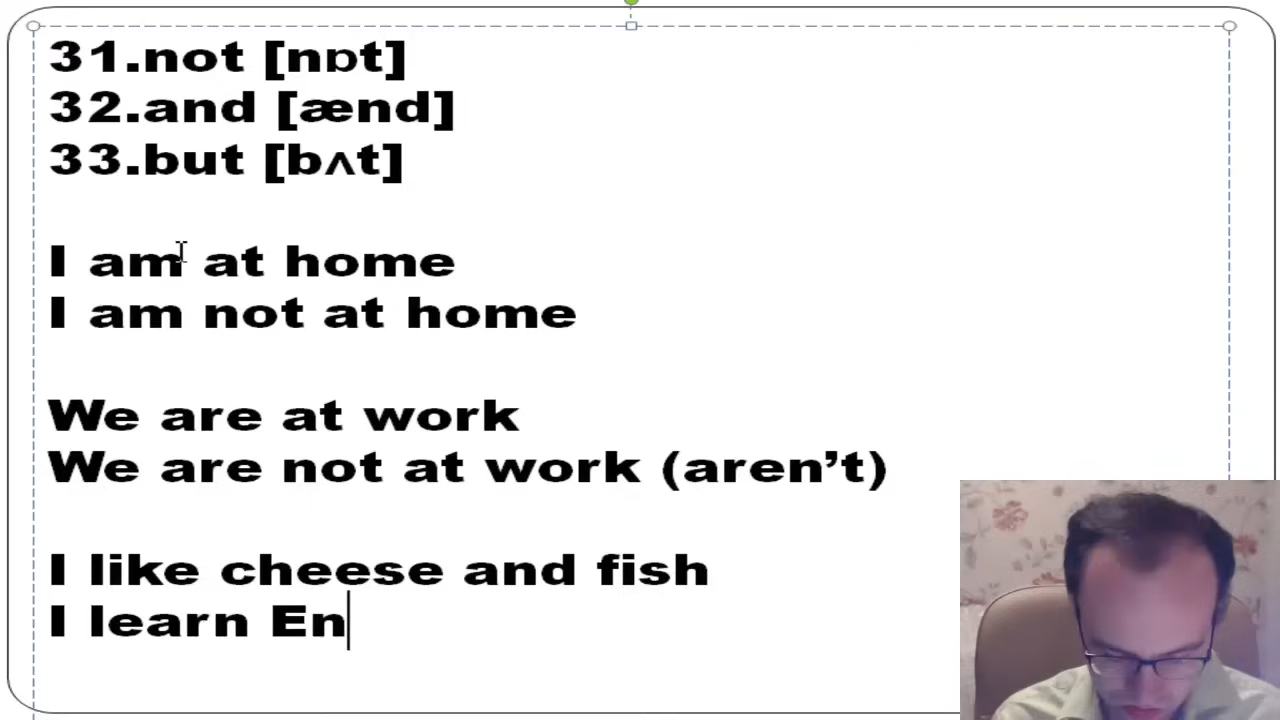 31.not [nɒt]
32.and [ænd]
33.but [bʌt]
I am at home
I am not at home
We are at work
We are not at work (aren’t)
I like cheese and fish
I learn En